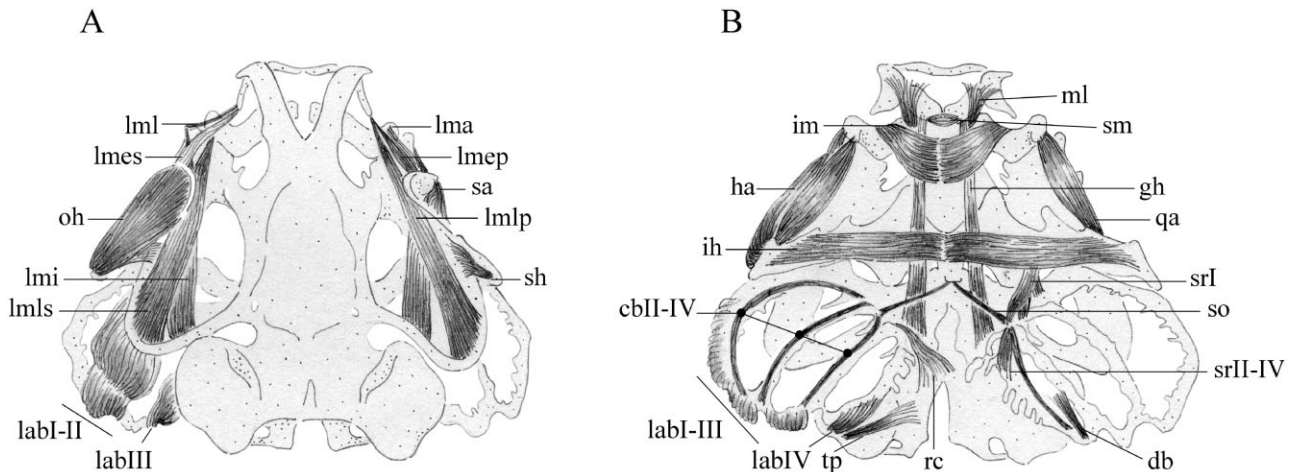 A
B
lml
lmes
oh
lmi
lmls
labI-II
labIII
lma
lmep
sa
lmlp
sh
im
ha
ih
cbII-IV
labI-III
labIV
tp
rc
ml
sm
gh
qa
srI
so
srII-IV
db